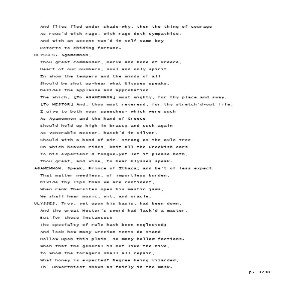 And flies fled under shade-why, then the thing of courage
As rous'd with rage, with rage doth sympathise,
And with an accent tun'd in self-same key
Retorts to chiding fortune.
ULYSSES. Agamemnon,
Thou great commander, nerve and bone of Greece,
Heart of our numbers, soul and only spirit
In whom the tempers and the minds of all
Should be shut up-hear what Ulysses speaks.
Besides the applause and approbation
The which, [To AGAMEMNON] most mighty, for thy place and sway,
[To NESTOR] And, thou most reverend, for thy stretch'd-out life,
I give to both your speeches- which were such
As Agamemnon and the hand of Greece
Should hold up high in brass; and such again
As venerable Nestor, hatch'd in silver,
Should with a bond of air, strong as the axle-tree
On which heaven rides, knit all the Greekish ears
To his experienc'd tongue-yet let it please both,
Thou great, and wise, to hear Ulysses speak.
AGAMEMNON. Speak, Prince of Ithaca; and be't of less expect
That matter needless, of importless burden,
Divide thy lips than we are confident,
When rank Thersites opes his mastic jaws,
We shall hear music, wit, and oracle.
ULYSSES. Troy, yet upon his basis, had been down,
And the great Hector's sword had lack'd a master,
But for these instances:
The specialty of rule hath been neglected;
And look how many Grecian tents do stand
Hollow upon this plain, so many hollow factions.
When that the general is not like the hive,
To whom the foragers shall all repair,
What honey is expected? Degree being vizarded,
Th' unworthiest shows as fairly in the mask.